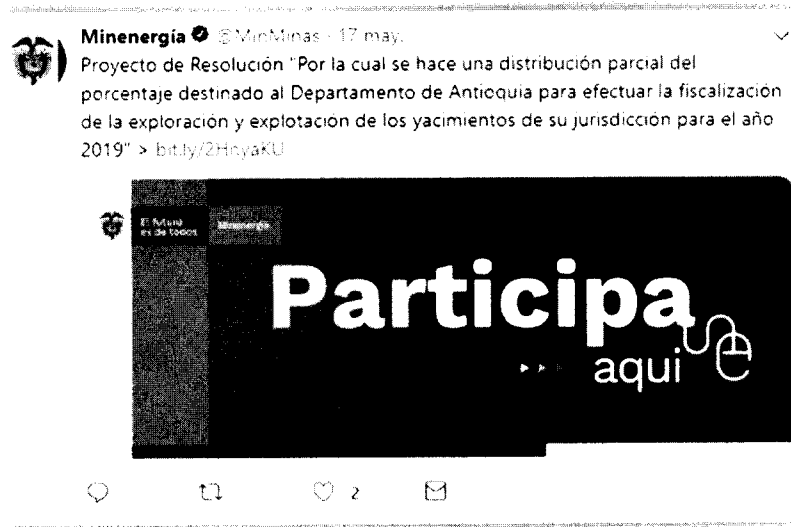 Minenergía @MinMinas · 17 may.
Proyecto de Resolución "Por la cual se hace una distribución parcial del
porcentaje destinado al Departamento de Antioquia para efectuar la fiscalización
de la exploración y explotación de los yacimientos de su jurisdicción para el año
2019" > bit.ly/2HnyaKU
El futuro
es de todos
Minenergía
Participa
aquí
2